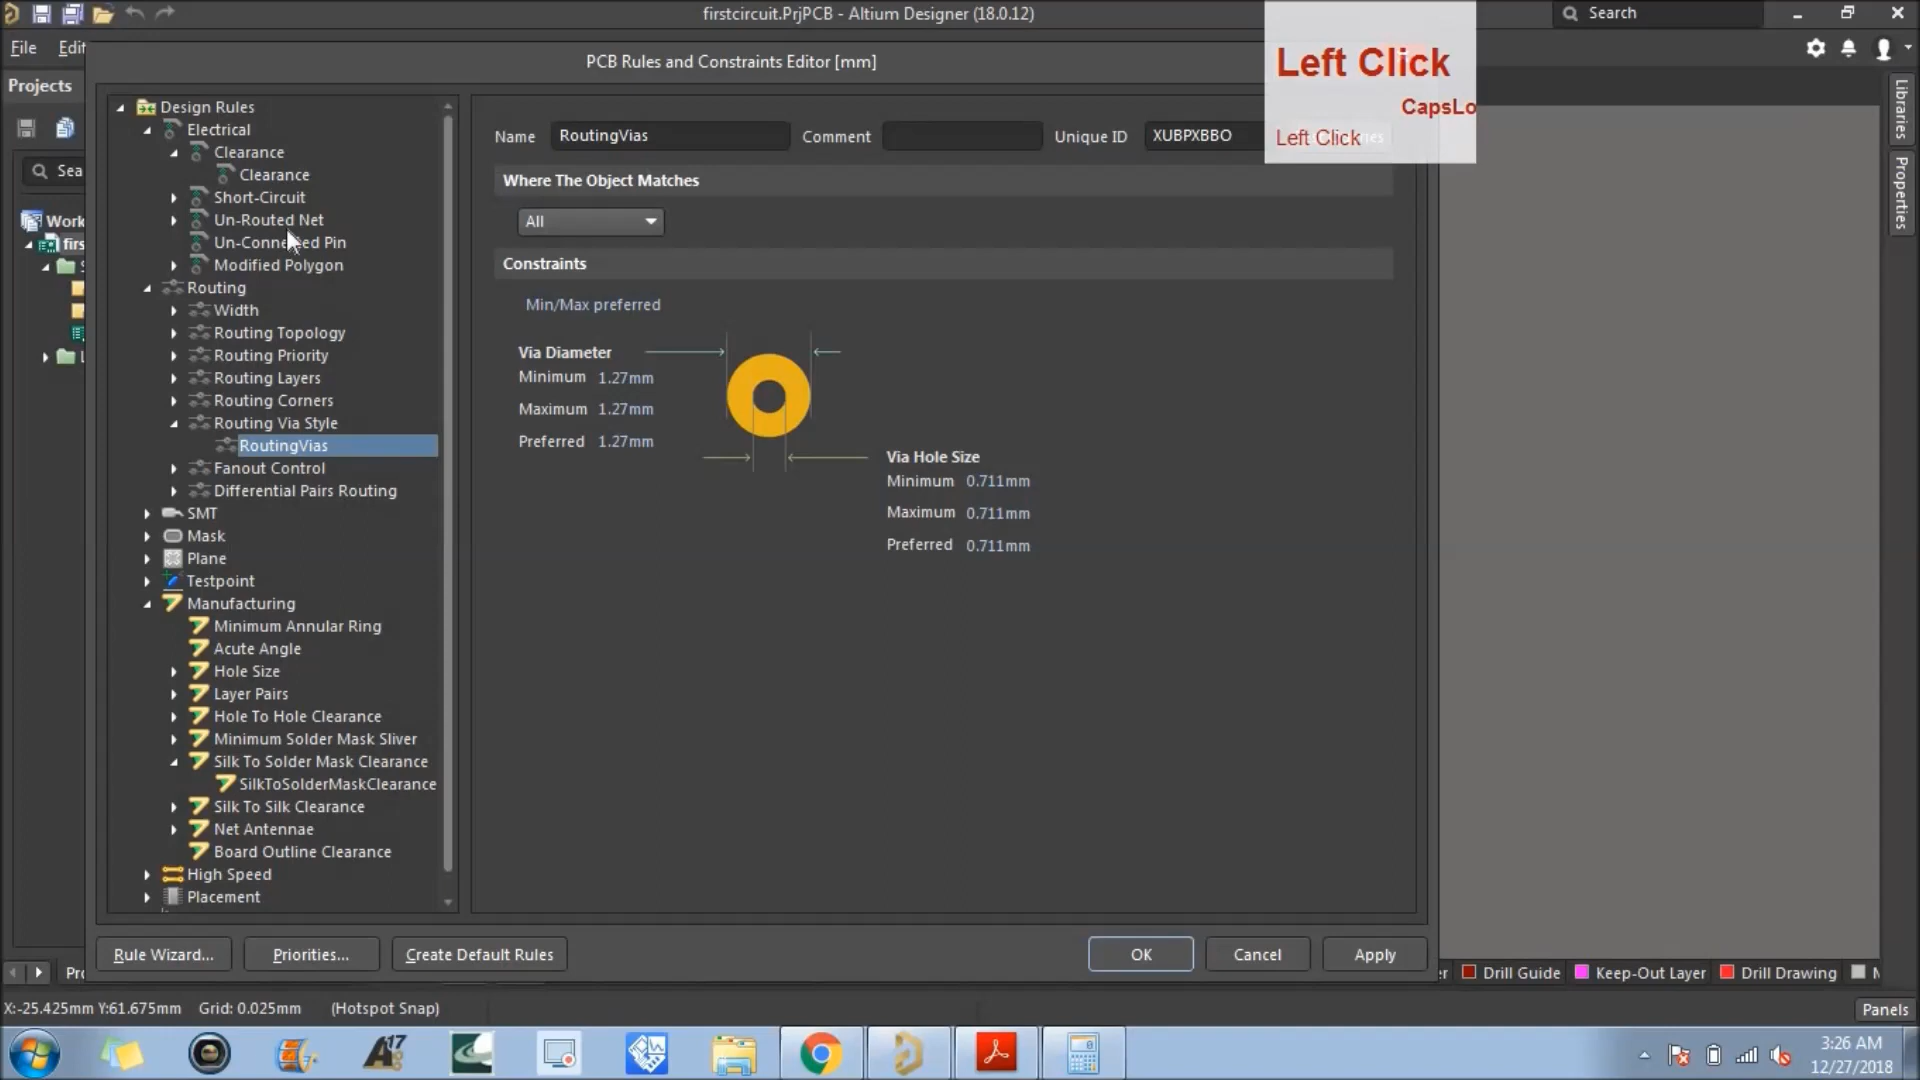 firstcircuit.PrjPCB - Altium Designer (18.0.12)
Search
File Edit
Left Click
CapsLo
Left Click
PCB Rules and Constraints Editor [mm]
Projects
Sea
Work
firs
Design Rules
Electrical
Clearance
Clearance
Short-Circuit
Un-Routed Net
Un-Connected Pin
Modified Polygon
Routing
Width
Routing Topology
Routing Priority
Routing Layers
Routing Corners
Routing Via Style
RoutingVias
Fanout Control
Differential Pairs Routing
SMT
Mask
Plane
Testpoint
Manufacturing
Minimum Annular Ring
Acute Angle
Hole Size
Layer Pairs
Hole To Hole Clearance
Minimum Solder Mask Sliver
Silk To Solder Mask Clearance
SilkToSolderMaskClearance
Silk To Silk Clearance
Net Antennae
Board Outline Clearance
High Speed
Placement
Name RoutingVias Comment Unique ID XUBPXBBO
Where The Object Matches
All
Constraints
Min/Max preferred
Via Diameter
Minimum 1.27mm
Maximum 1.27mm
Preferred 1.27mm
Via Hole Size
Minimum 0.711mm
Maximum 0.711mm
Preferred 0.711mm
Rule Wizard... Priorities... Create Default Rules OK Cancel Apply
Libraries
Properties
Drill Guide Keep-Out Layer Drill Drawing
X:-25.425mm Y:61.675mm Grid: 0.025mm (Hotspot Snap)
Panels
A17
3:26 AM
12/27/2018